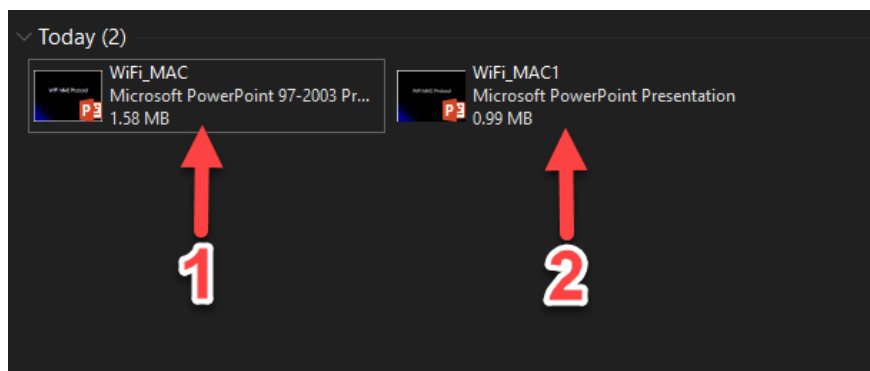 Today (2)
WiFi_MAC
Microsoft PowerPoint 97-2003 Pr...
1.58 MB
WiFi_MAC1
Microsoft PowerPoint Presentation
0.99 MB
1
2